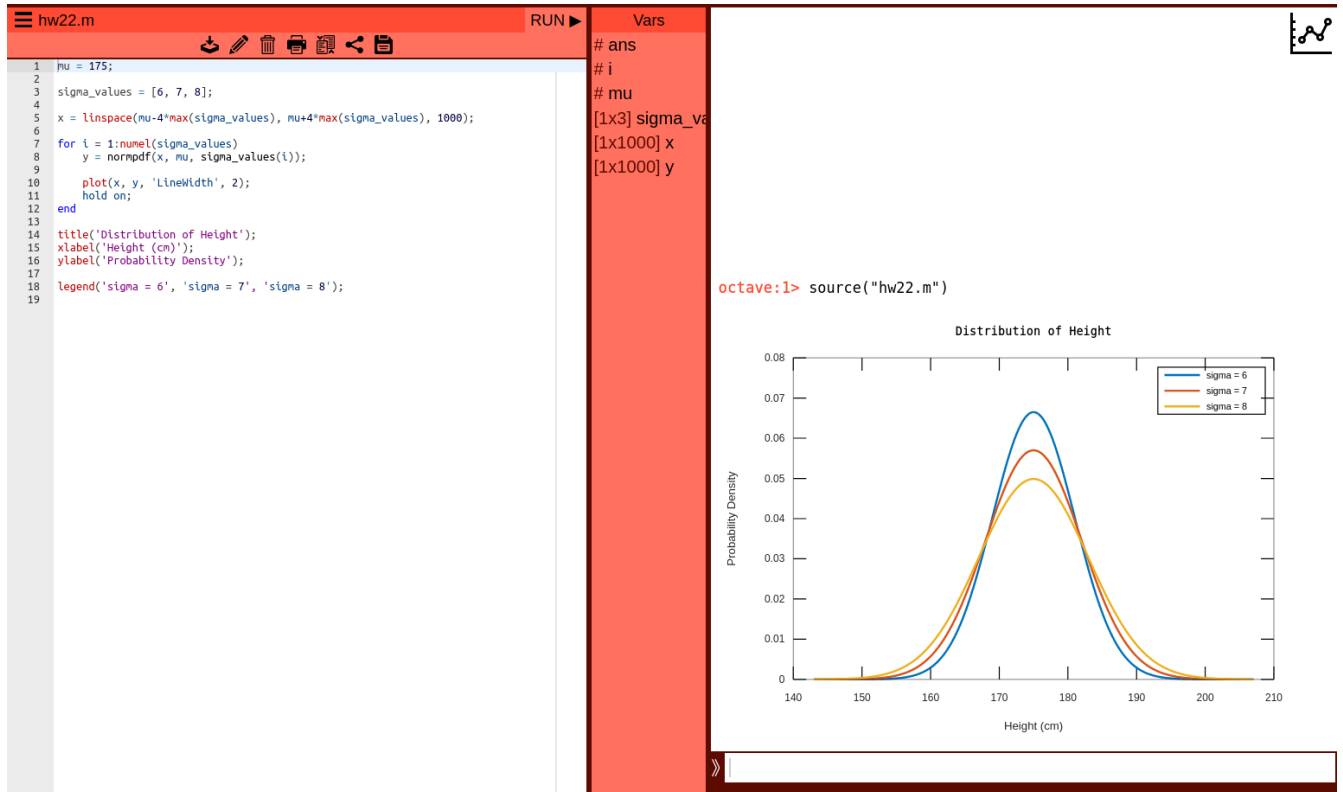 hw22.m
RUN ▶
1 mu = 175;
2
3 sigma_values = [6, 7, 8];
4
5 x = linspace(mu-4*max(sigma_values), mu+4*max(sigma_values), 1000);
6
7 for i = 1:numel(sigma_values)
8     y = normpdf(x, mu, sigma_values(i));
9
10     plot(x, y, 'LineWidth', 2);
11     hold on;
12 end
13
14 title('Distribution of Height');
15 xlabel('Height (cm)');
16 ylabel('Probability Density');
17
18 legend('sigma = 6', 'sigma = 7', 'sigma = 8');
19
Vars
# ans
# i
# mu
[1x3] sigma_va
[1x1000] x
[1x1000] y
octave:1> source("hw22.m")
Distribution of Height
sigma = 6
sigma = 7
sigma = 8
Probability Density
0.08
0.07
0.06
0.05
0.04
0.03
0.02
0.01
0
140 150 160 170 180 190 200 210
Height (cm)